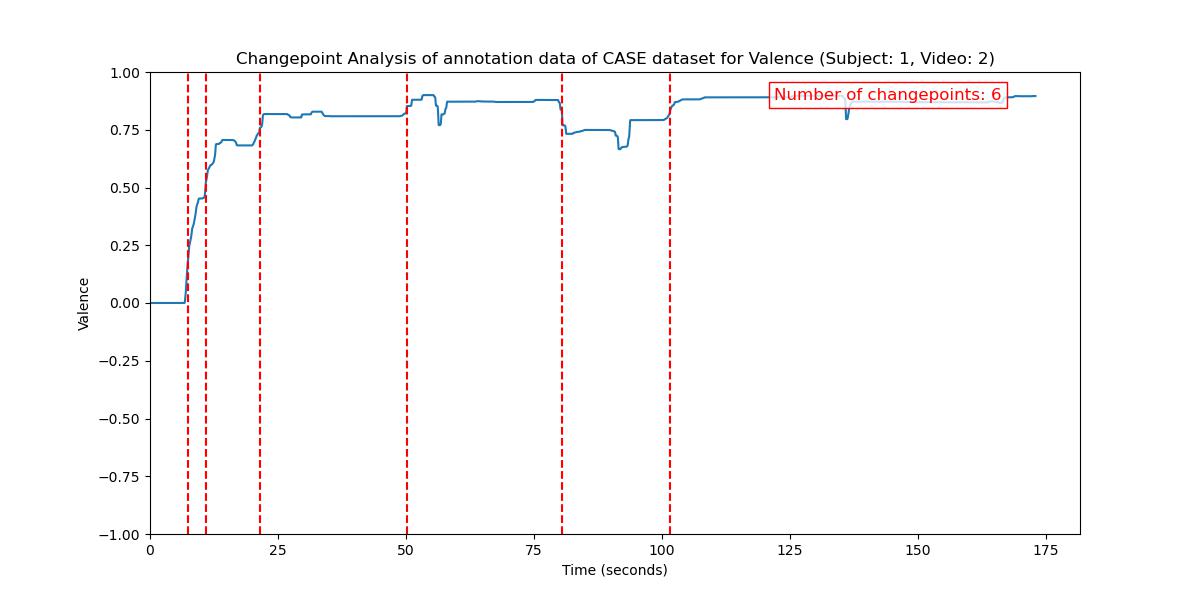 Changepoint Analysis of annotation data of CASE dataset for Valence (Subject: 1, Video: 2)
Number of changepoints: 6
1.00
0.75
0.50
0.25
0.00
−0.25
−0.50
−0.75
−1.00
Valence
0 25 50 75 100 125 150 175
Time (seconds)